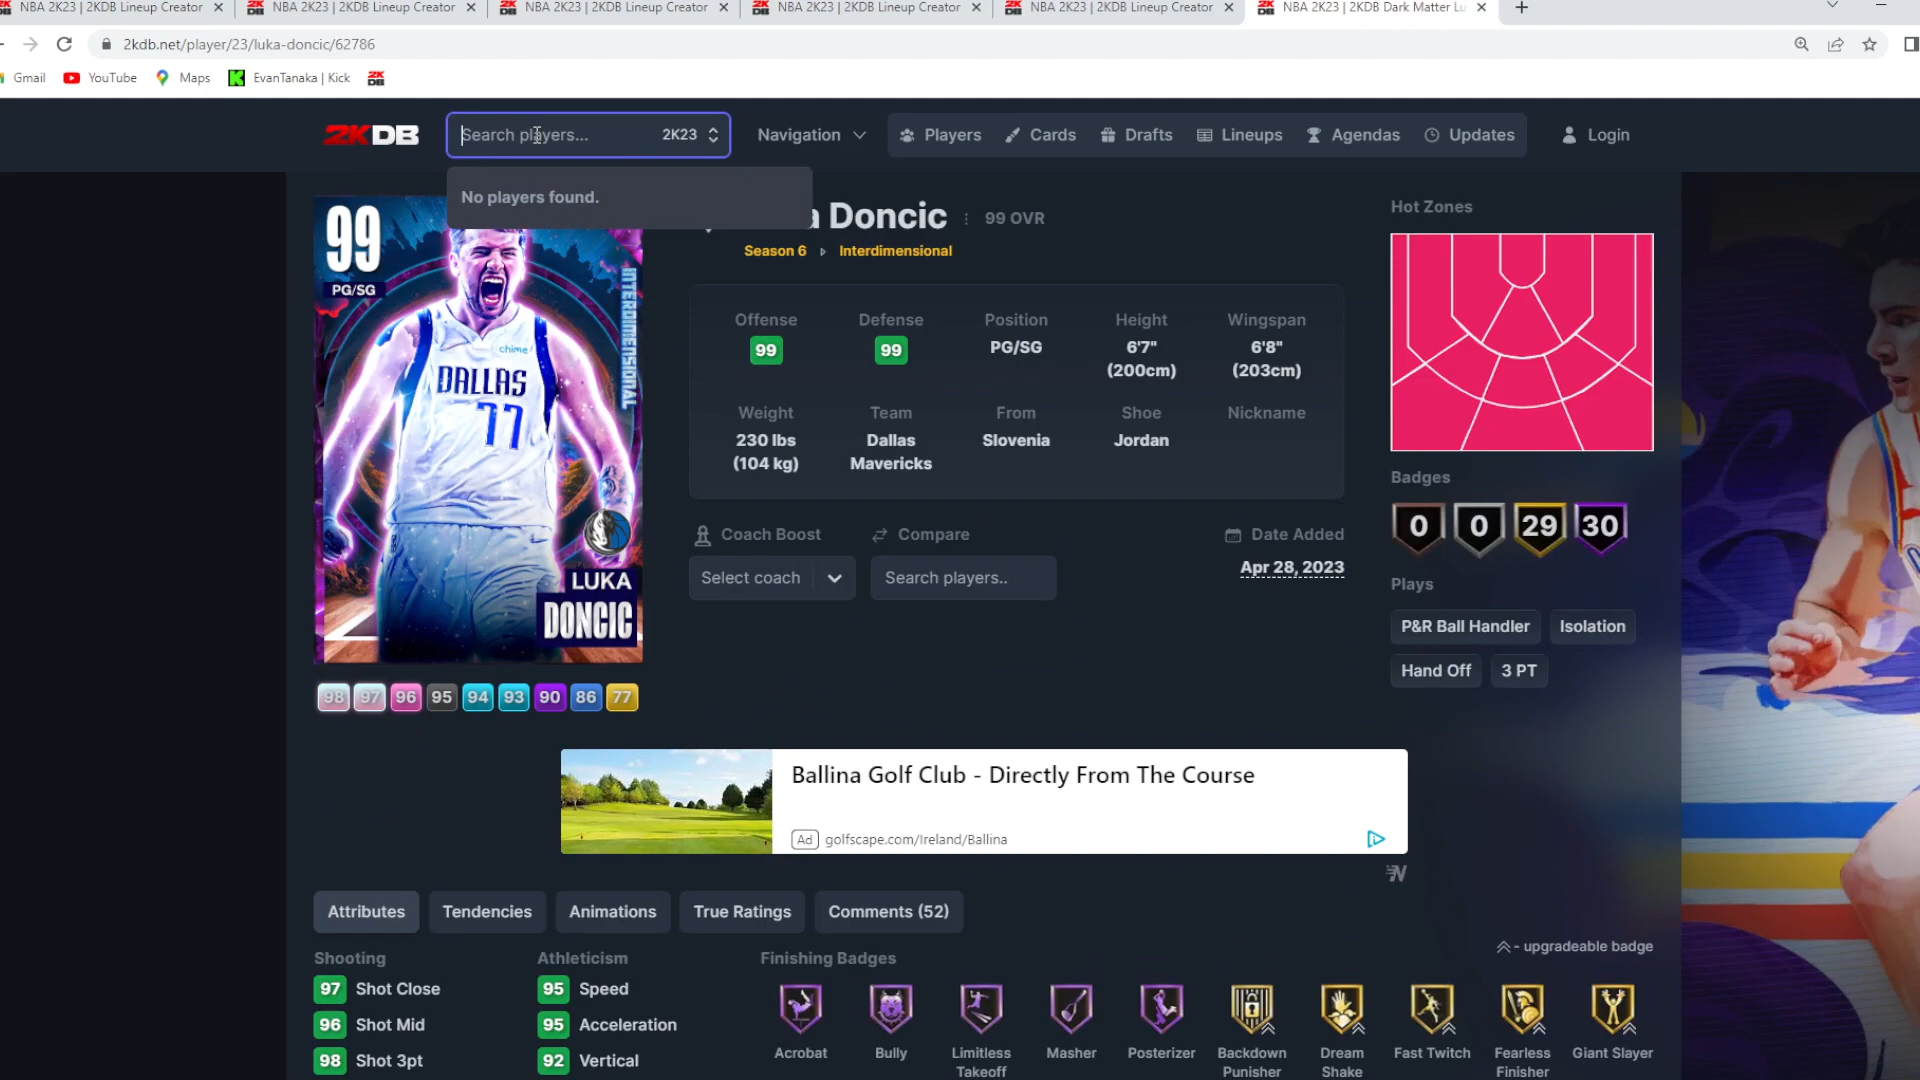 NBA 2K23 | 2KDB Lineup Creator
NBA 2K23 | 2KDB Lineup Creator
NBA 2K23 | 2KDB Lineup Creator
NBA 2K23 | 2KDB Lineup Creator
NBA 2K23 | 2KDB Lineup Creator
NBA 2K23 | 2KDB Dark Matter Lu
2kdb.net/player/23/luka-doncic/62786
Gmail
YouTube
Maps
EvanTanaka | Kick
2KDB
Search players...
2K23
Navigation
Players
Cards
Drafts
Lineups
Agendas
Updates
Login
No players found.
a Doncic
99 OVR
Season 6
Interdimensional
99
PG/SG
INTERDIMENSIONAL
chime
DALLAS
77
LUKA
DONCIC
98 97 96 95 94 93 90 86 77
Offense
99
Defense
99
Position
PG/SG
Height
6'7"
(200cm)
Wingspan
6'8"
(203cm)
Weight
230 lbs
(104 kg)
Team
Dallas
Mavericks
From
Slovenia
Shoe
Jordan
Nickname
Coach Boost
Select coach
Compare
Search players..
Date Added
Apr 28, 2023
Hot Zones
Badges
0 0 29 30
Plays
P&R Ball Handler
Isolation
Hand Off
3 PT
Ballina Golf Club - Directly From The Course
Ad golfscape.com/Ireland/Ballina
Attributes
Tendencies
Animations
True Ratings
Comments (52)
- upgradeable badge
Shooting
97 Shot Close
96 Shot Mid
98 Shot 3pt
Athleticism
95 Speed
95 Acceleration
92 Vertical
Finishing Badges
Acrobat
Bully
Limitless
Takeoff
Masher
Posterizer
Backdown
Punisher
Dream
Shake
Fast Twitch
Fearless
Finisher
Giant Slayer